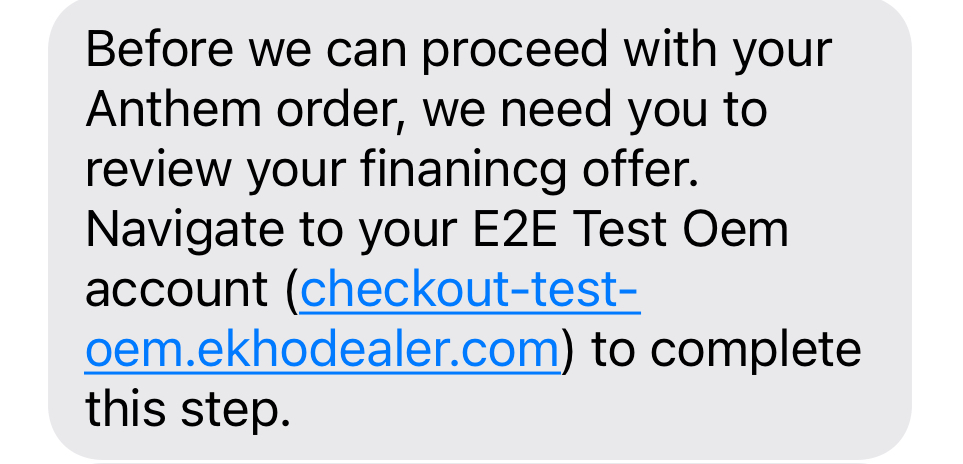 Before we can proceed with your
Anthem order, we need you to
review your finanincg offer.
Navigate to your E2E Test Oem
account (checkout-test-
oem.ekhodealer.com) to complete
this step.